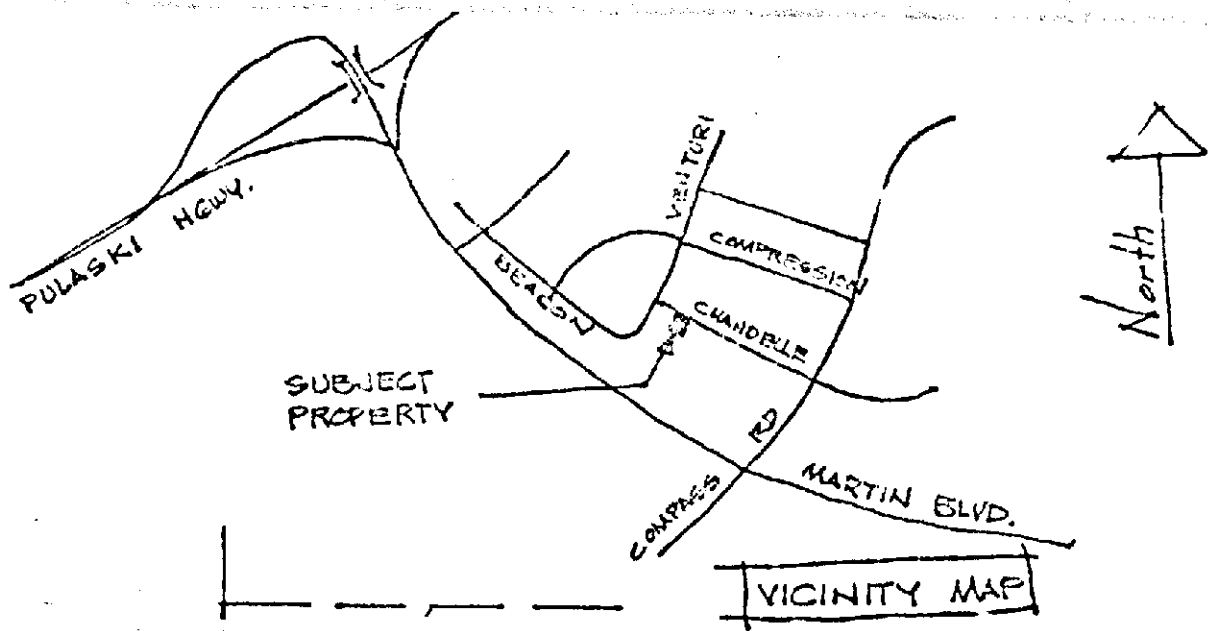 PULASKI HGWY.
BEACON
VENTURI
COMPRESSION
CHANDELLE
North
SUBJECT
PROPERTY
COMPASS RD
MARTIN BLVD.
VICINITY MAP